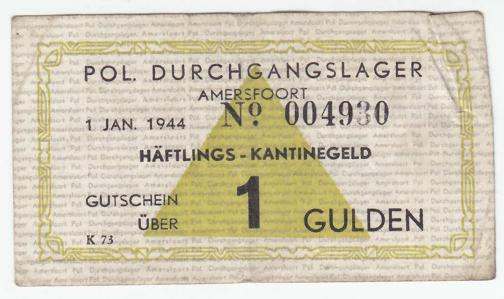 POL. DURCHGANGSLAGER
AMERSFOORT
1 JAN. 1944 No. 004930
HÄFTLINGS - KANTINEGELD
GUTSCHEIN ÜBER 1 GULDEN
K 73